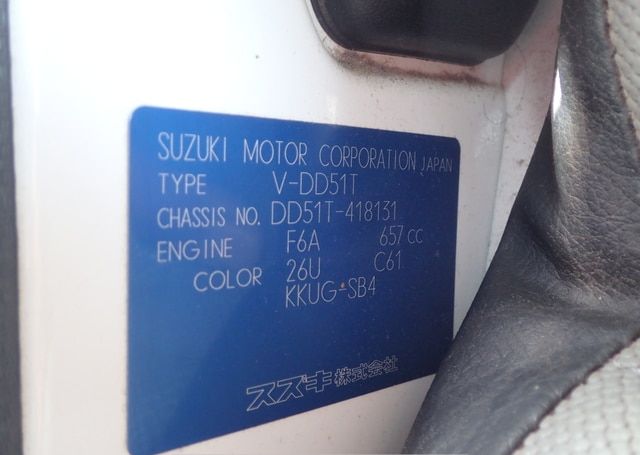 SUZUKI MOTOR CORPORATION JAPAN
TYPE V-DD51T
CHASSIS NO. DD51T-418131
ENGINE F6A 657 CC
COLOR 26U C61
KKUG-SB4
スズキ株式会社